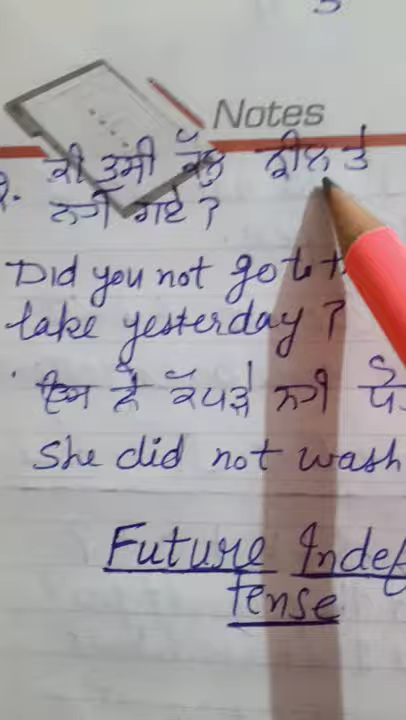 Notes
ਕੀ ਤੁਸੀ ਕੱਲ੍ਹ ਝੀਲ ਤੇ
ਨਹੀਂ ਗਏ ?
Did you not go to
lake yesterday ?
ਉਸ ਨੇ ਕੱਪੜੇ ਨਹੀਂ
She did not wash
Future
Tense